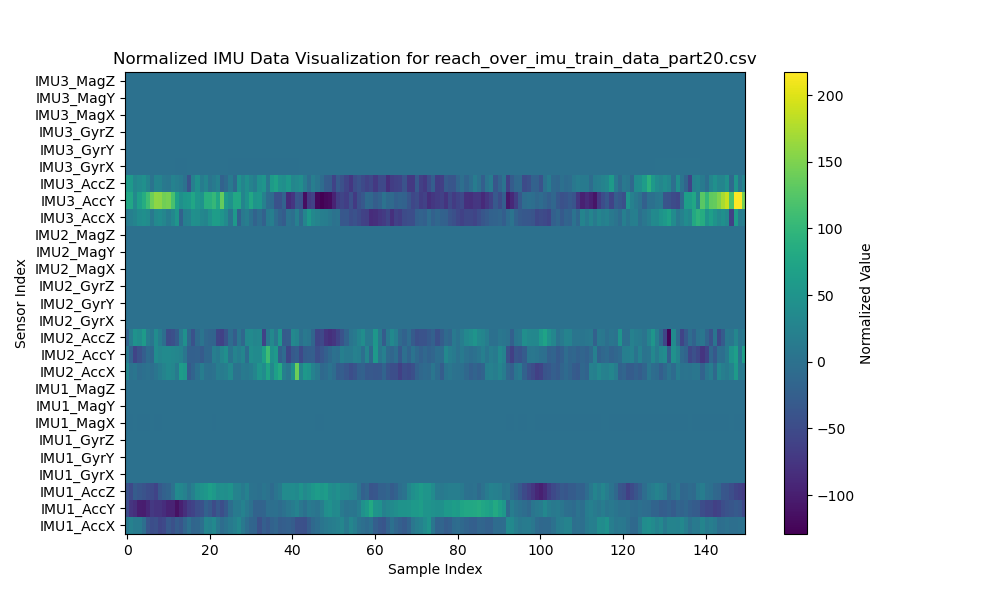 Normalized IMU Data Visualization for reach_over_imu_train_data_part20.csv
Sensor Index
IMU3_MagZ
IMU3_MagY
IMU3_MagX
IMU3_GyrZ
IMU3_GyrY
IMU3_GyrX
IMU3_AccZ
IMU3_AccY
IMU3_AccX
IMU2_MagZ
IMU2_MagY
IMU2_MagX
IMU2_GyrZ
IMU2_GyrY
IMU2_GyrX
IMU2_AccZ
IMU2_AccY
IMU2_AccX
IMU1_MagZ
IMU1_MagY
IMU1_MagX
IMU1_GyrZ
IMU1_GyrY
IMU1_GyrX
IMU1_AccZ
IMU1_AccY
IMU1_AccX
0 20 40 60 80 100 120 140
Sample Index
200
150
100
50
0
−50
−100
Normalized Value